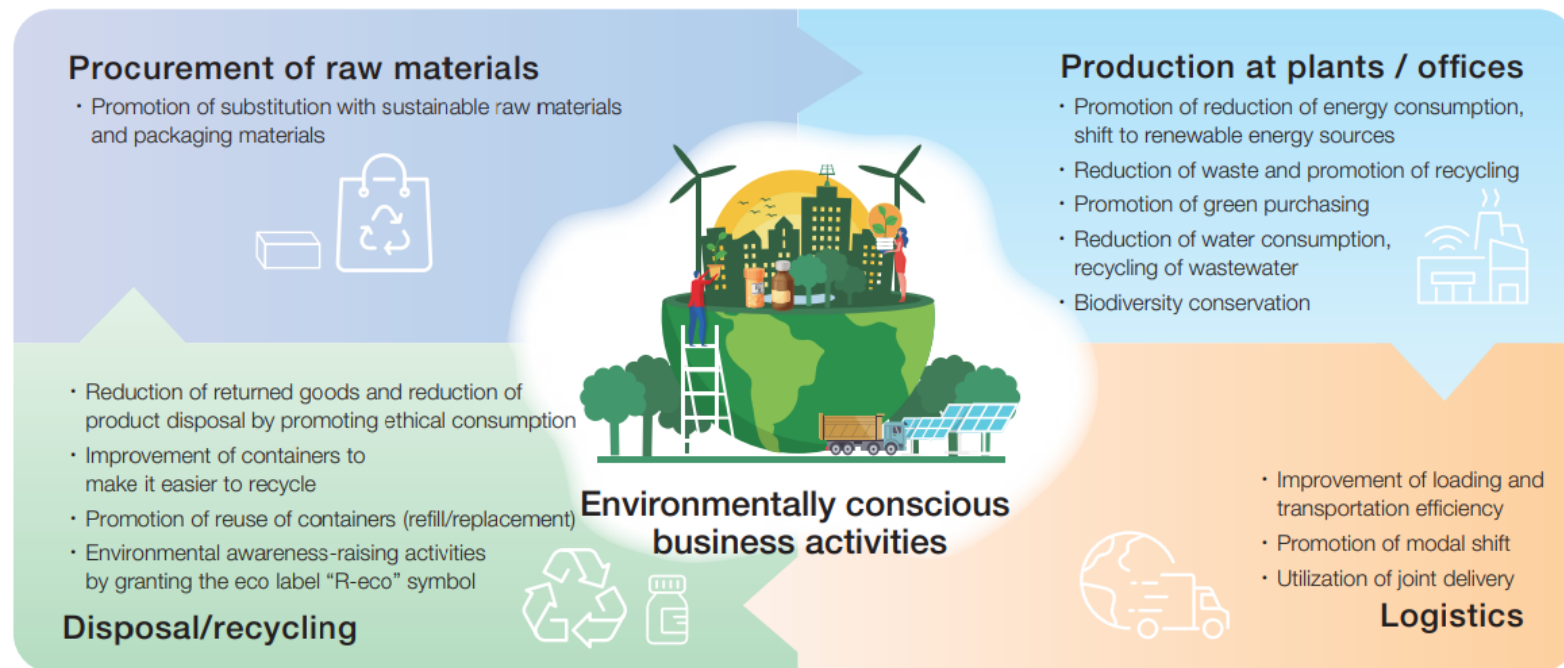 Procurement of raw materials
・Promotion of substitution with sustainable raw materials
and packaging materials
Production at plants / offices
・Promotion of reduction of energy consumption,
shift to renewable energy sources
・Reduction of waste and promotion of recycling
・Promotion of green purchasing
・Reduction of water consumption,
recycling of wastewater
・Biodiversity conservation
・Reduction of returned goods and reduction of
product disposal by promoting ethical consumption
・Improvement of containers to
make it easier to recycle
・Promotion of reuse of containers (refill/replacement)
・Environmental awareness-raising activities
by granting the eco label “R-eco” symbol
Disposal/recycling
Environmentally conscious
business activities
・Improvement of loading and
transportation efficiency
・Promotion of modal shift
・Utilization of joint delivery
Logistics